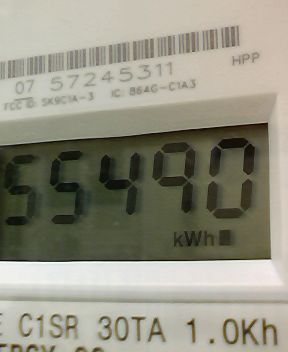 HPP
07 57245311
FCC ID: SK9C1A-3 IC: 864G-C1A3
55490
kWh
E C1SR 30TA 1.0Kh